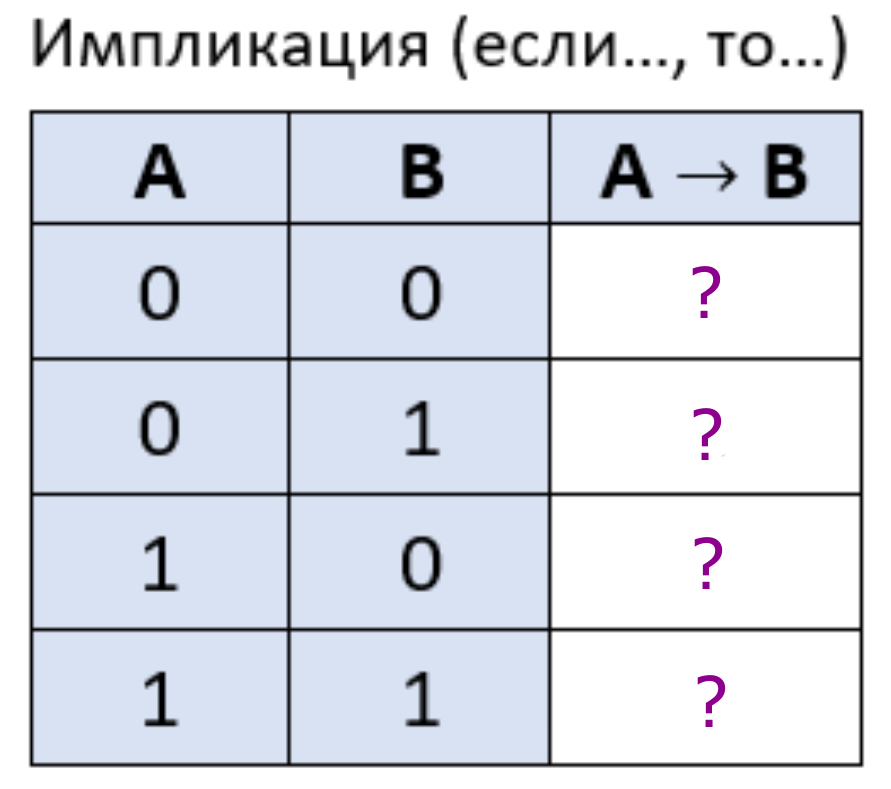 Импликация (если..., то...)
A B A → B
0 0 ?
0 1 ?
1 0 ?
1 1 ?